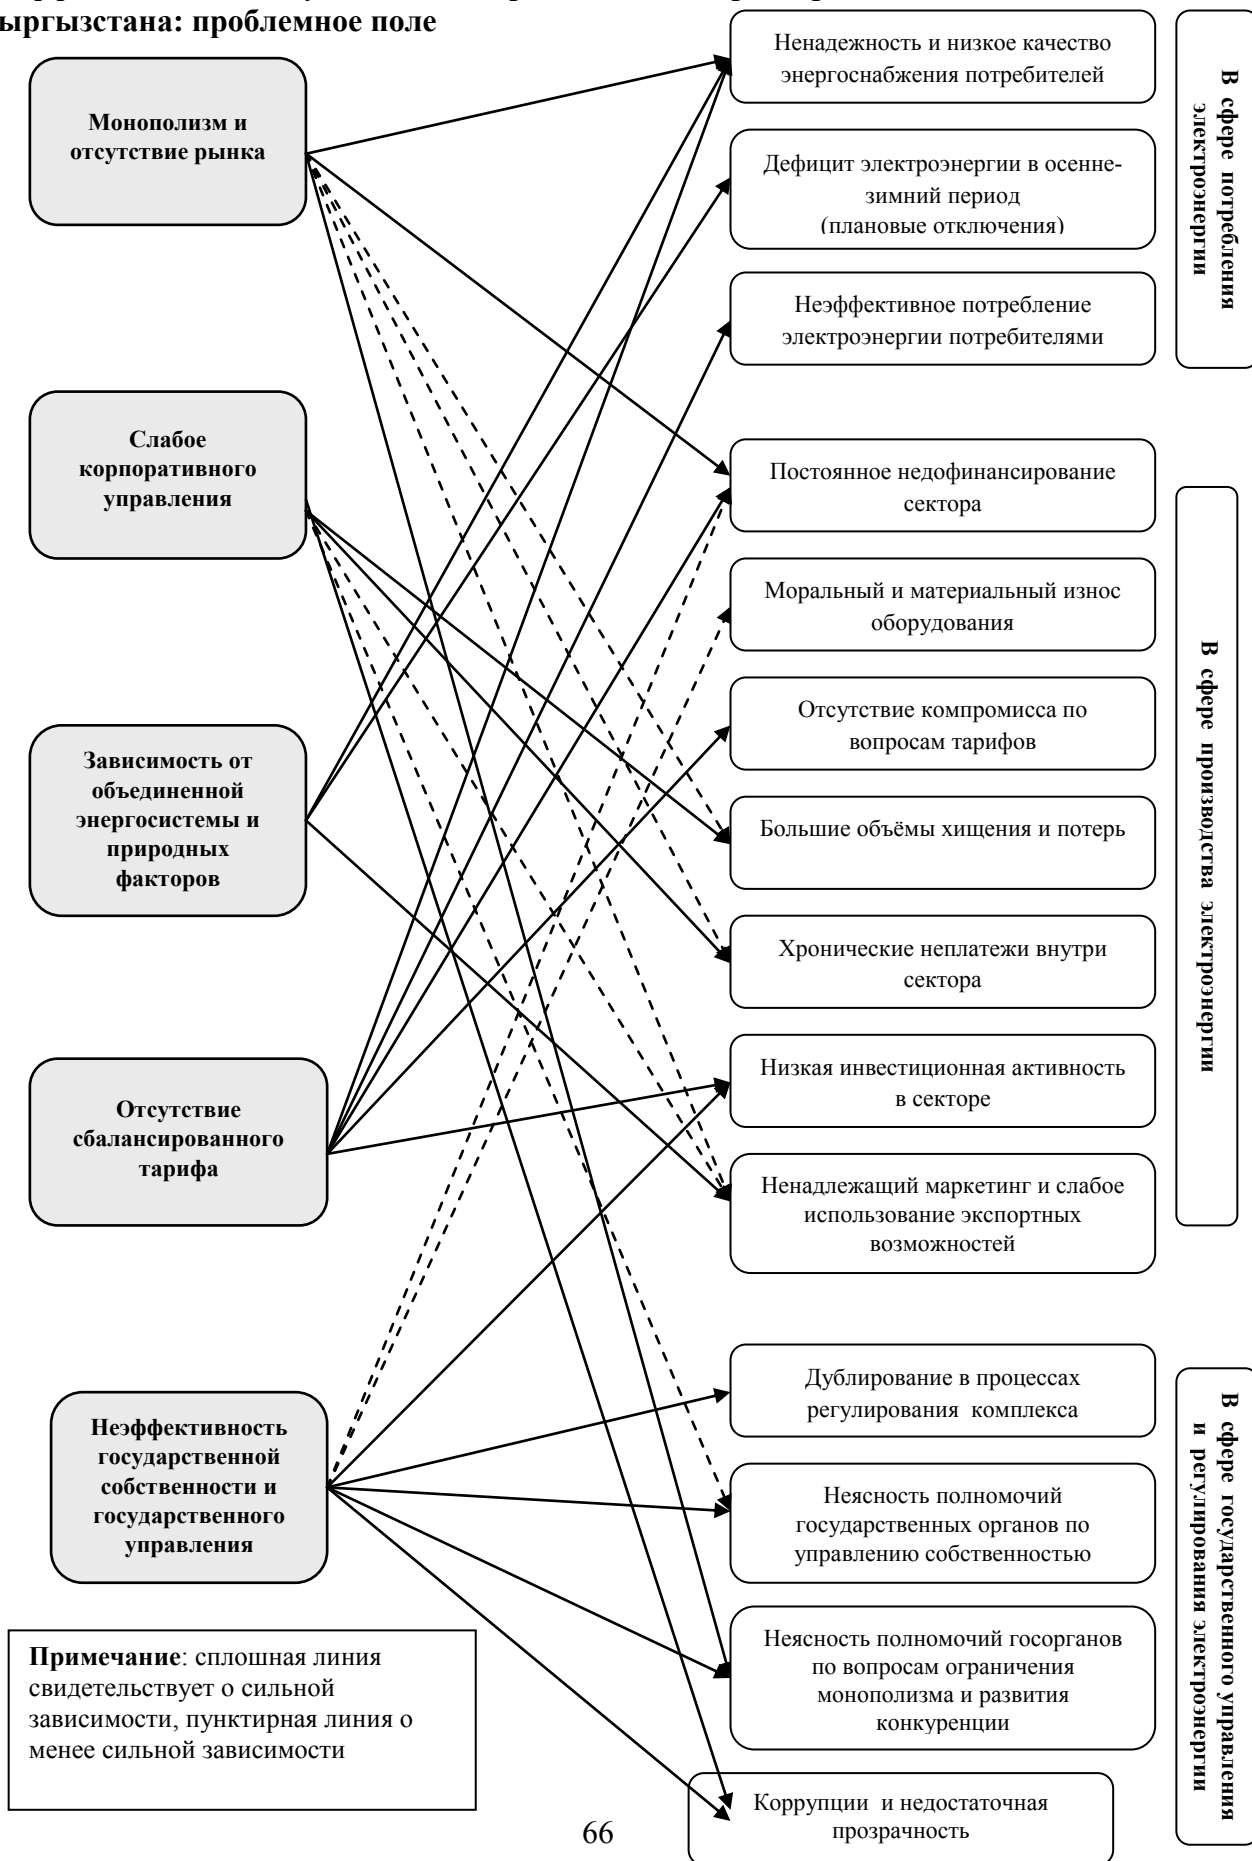 ыргызстана: проблемное поле
Монополизм и
отсутствие рынка
Слабое
корпоративного
управления
Зависимость от
объединенной
энергосистемы и
природных
факторов
Отсутствие
сбалансированного
тарифа
Неэффективность
государственной
собственности и
государственного
управления
Ненадежность и низкое качество
энергоснабжения потребителей
Дефицит электроэнергии в осенне-
зимний период
(плановые отключения)
Неэффективное потребление
электроэнергии потребителями
Постоянное недофинансирование
сектора
Моральный и материальный износ
оборудования
Отсутствие компромисса по
вопросам тарифов
Большие объёмы хищения и потерь
Хронические неплатежи внутри
сектора
Низкая инвестиционная активность
в секторе
Ненадлежащий маркетинг и слабое
использование экспортных
возможностей
Дублирование в процессах
регулирования комплекса
Неясность полномочий
государственных органов по
управлению собственностью
Неясность полномочий госорганов
по вопросам ограничения
монополизма и развития
конкуренции
Коррупции и недостаточная
прозрачность
В сфере потребления
электроэнергии
В сфере производства электроэнергии
В сфере государственного управления
и регулирования электроэнергии
Примечание: сплошная линия
свидетельствует о сильной
зависимости, пунктирная линия о
менее сильной зависимости
66